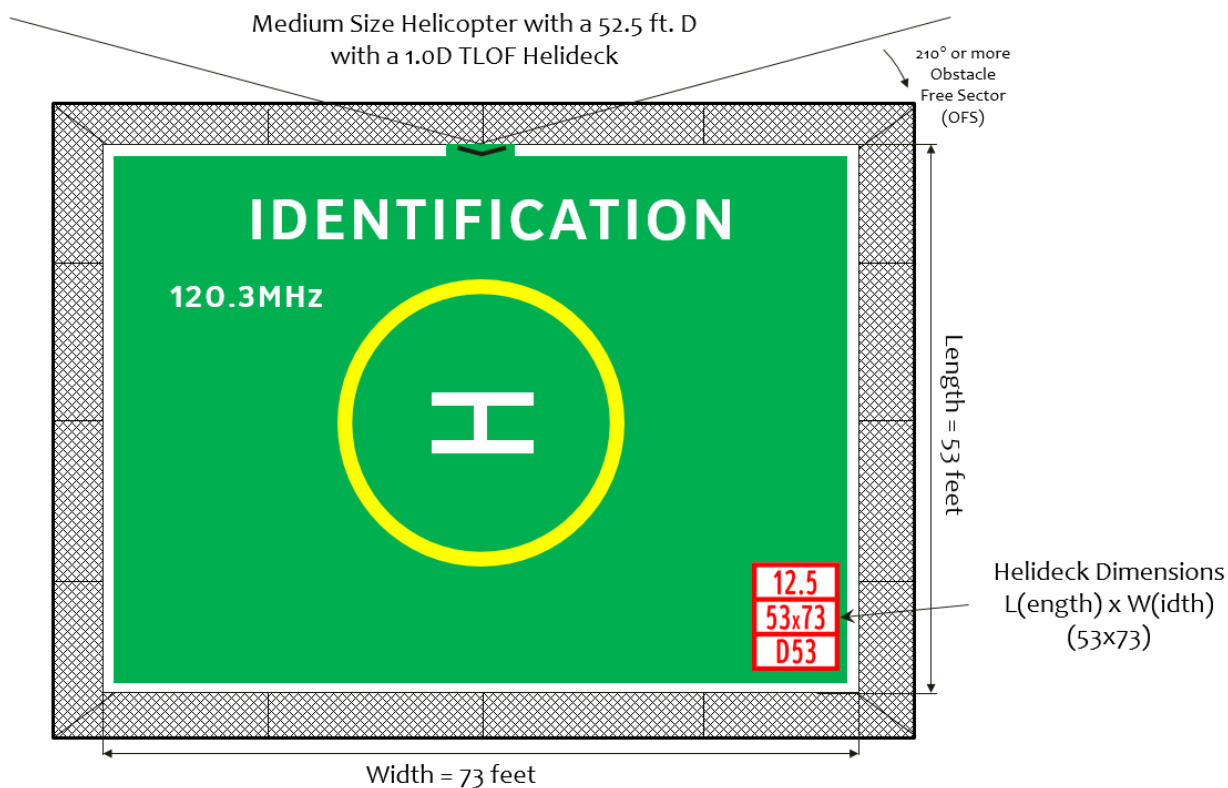 Medium Size Helicopter with a 52.5 ft. D
with a 1.0D TLOF Helideck
210° or more
Obstacle
Free Sector
(OFS)
IDENTIFICATION
120.3MHz
H
Length = 53 feet
12.5
53x73
D53
Helideck Dimensions
L(ength) x W(idth)
(53x73)
Width = 73 feet